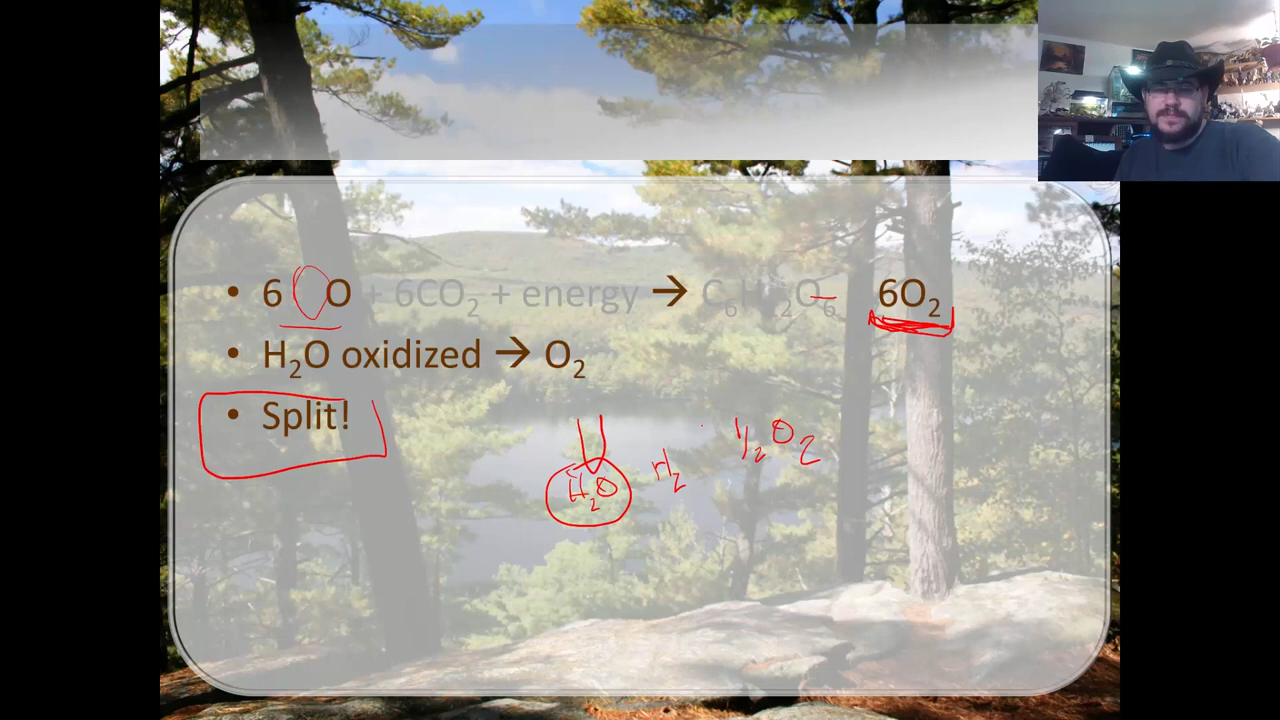 • 6 O + 6CO₂ + energy → C₆H₁₂O₆ 6O₂
• H₂O oxidized → O₂
• Split!
½ O₂
H₂O H₂